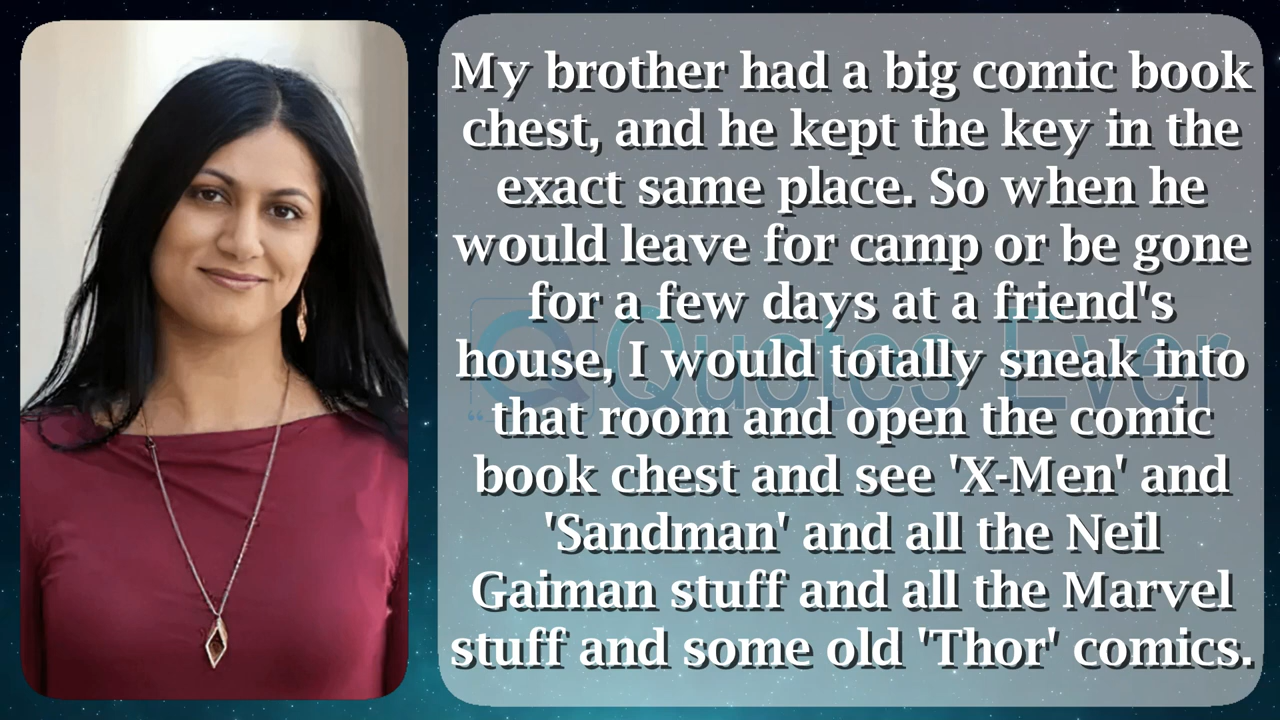 My brother had a big comic book
chest, and he kept the key in the
exact same place. So when he
would leave for camp or be gone
for a few days at a friend's
house, I would totally sneak into
that room and open the comic
book chest and see 'X-Men' and
'Sandman' and all the Neil
Gaiman stuff and all the Marvel
stuff and some old 'Thor' comics.
Quotes Ever